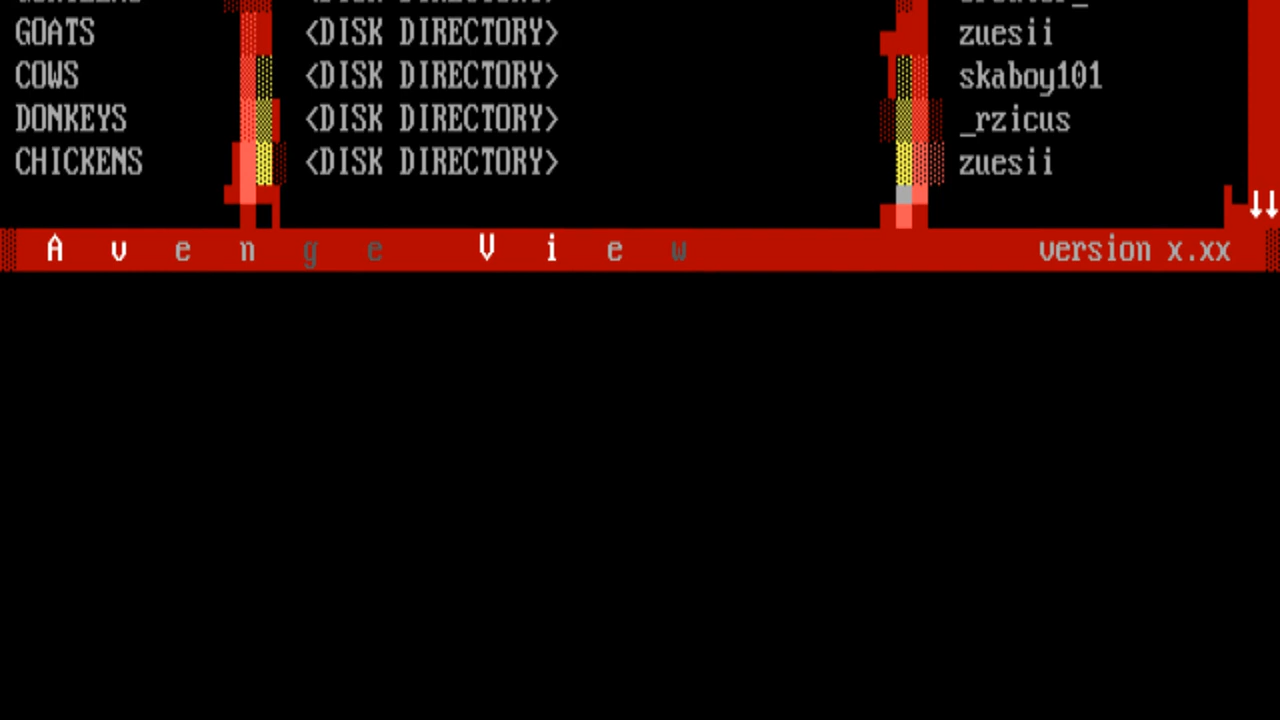 GOATS <DISK DIRECTORY> zuesii
COWS <DISK DIRECTORY> skaboy101
DONKEYS <DISK DIRECTORY> _rzicus
CHICKENS <DISK DIRECTORY> zuesii
↓↓
A v e n g e V i e w version x.xx